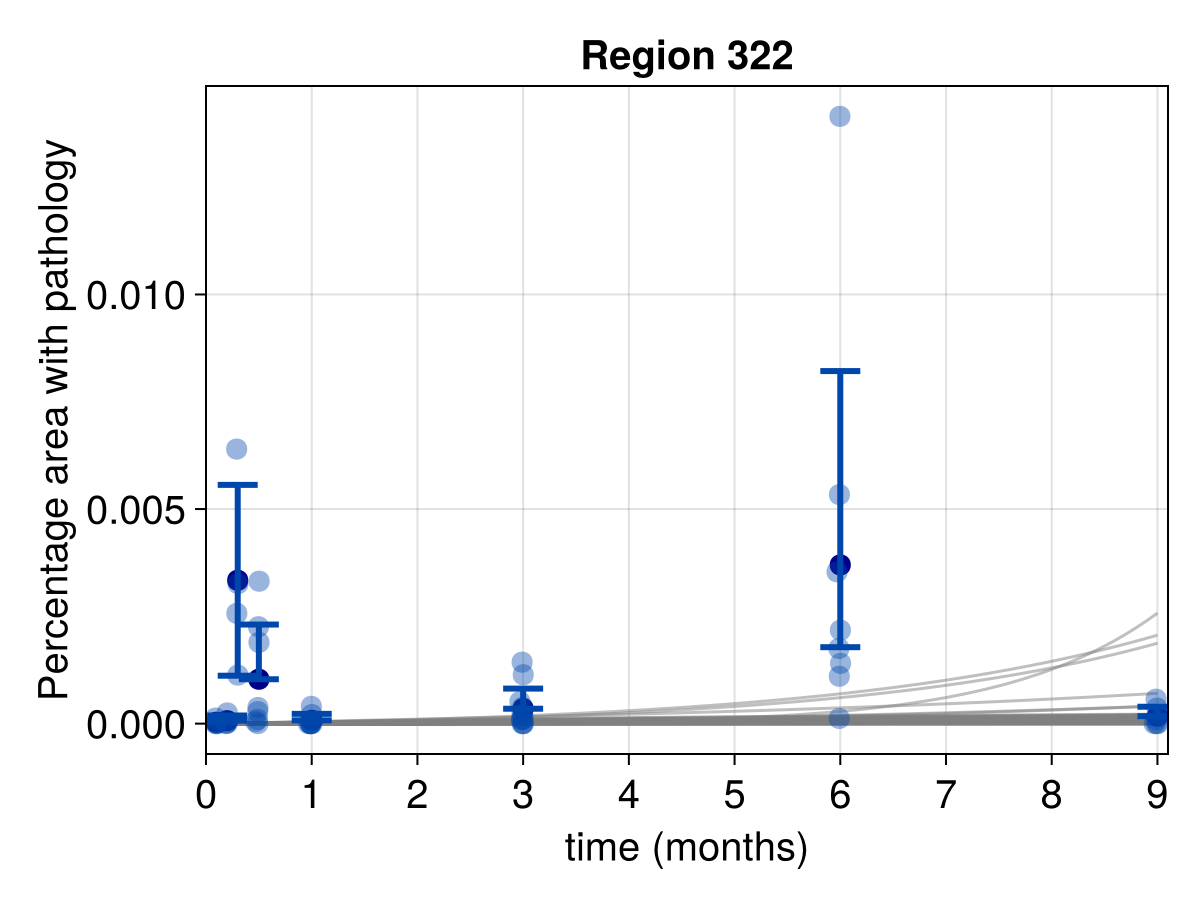 Region 322
Percentage area with pathology
0.010
0.005
0.000
0 1 2 3 4 5 6 7 8 9
time (months)